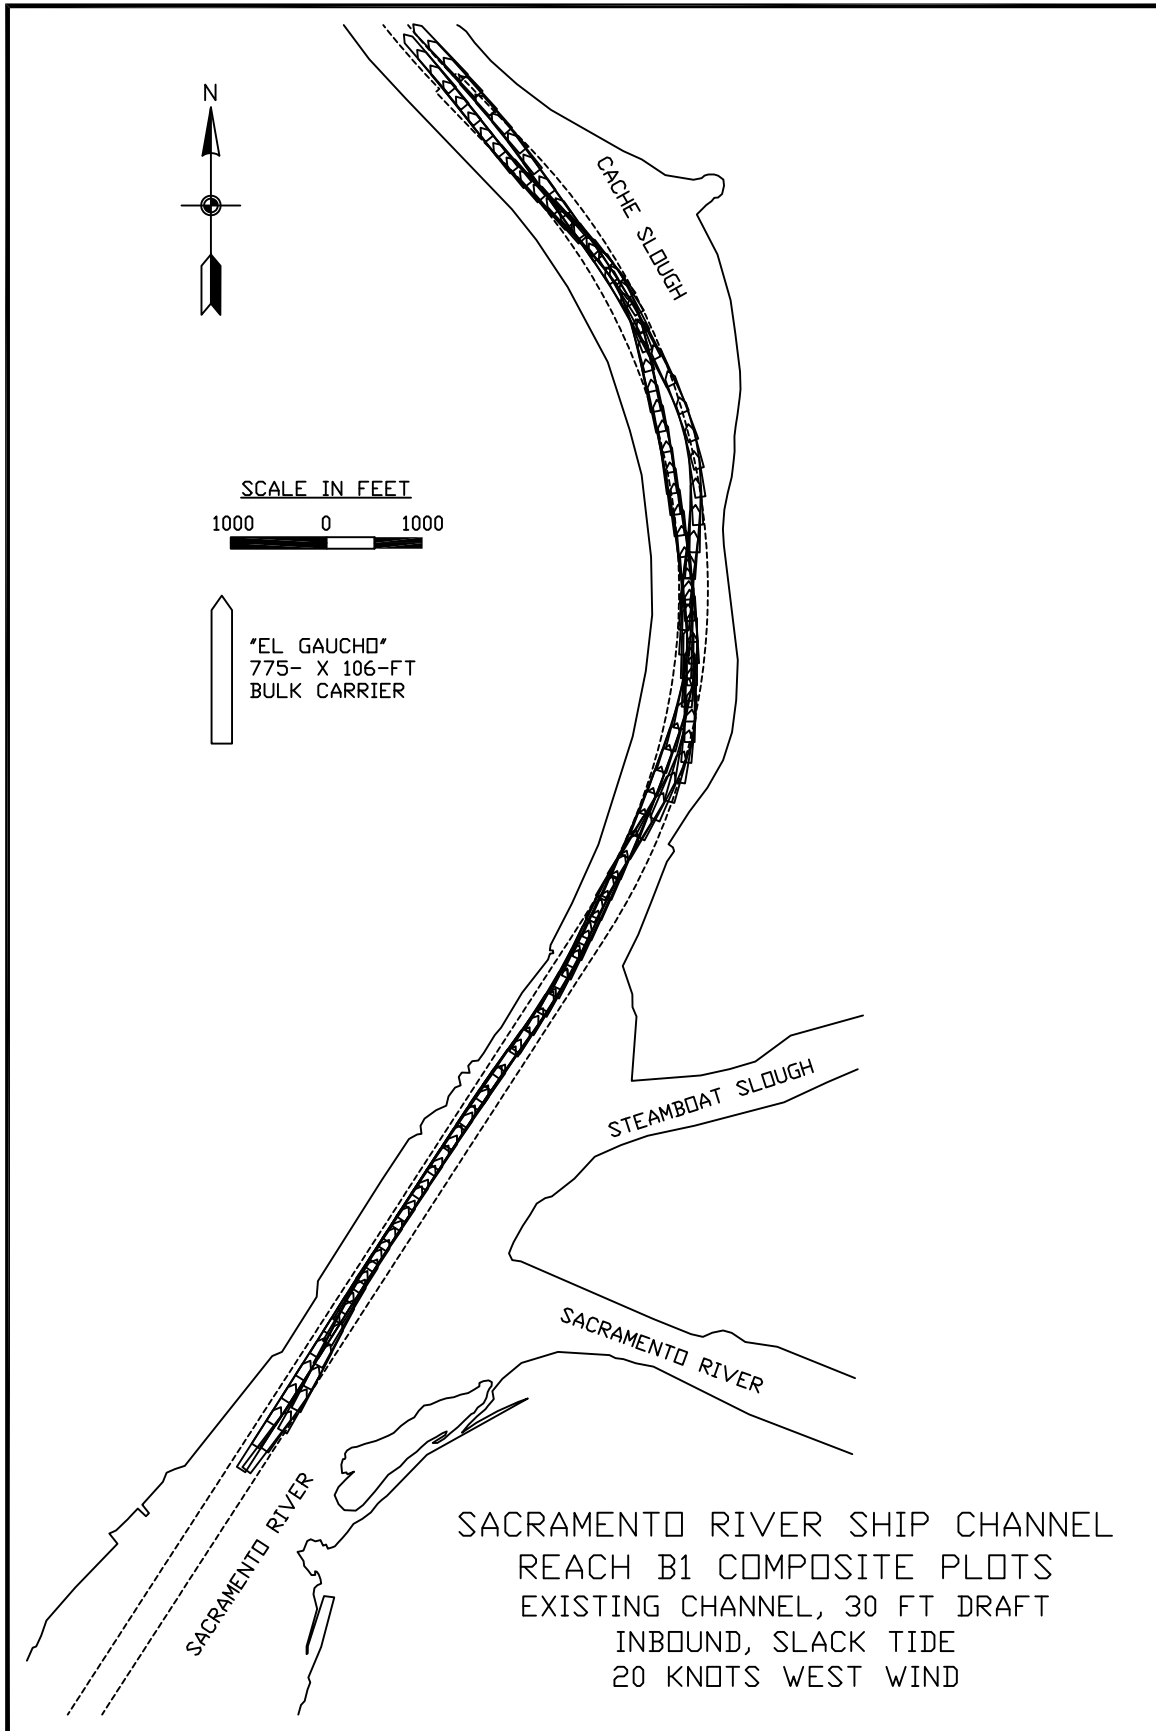 N
CACHE SLOUGH
SCALE IN FEET
1000 0 1000
"EL GAUCHO"
775- X 106-FT
BULK CARRIER
STEAMBOAT SLOUGH
SACRAMENTO RIVER
SACRAMENTO RIVER
SACRAMENTO RIVER SHIP CHANNEL
REACH B1 COMPOSITE PLOTS
EXISTING CHANNEL, 30 FT DRAFT
INBOUND, SLACK TIDE
20 KNOTS WEST WIND